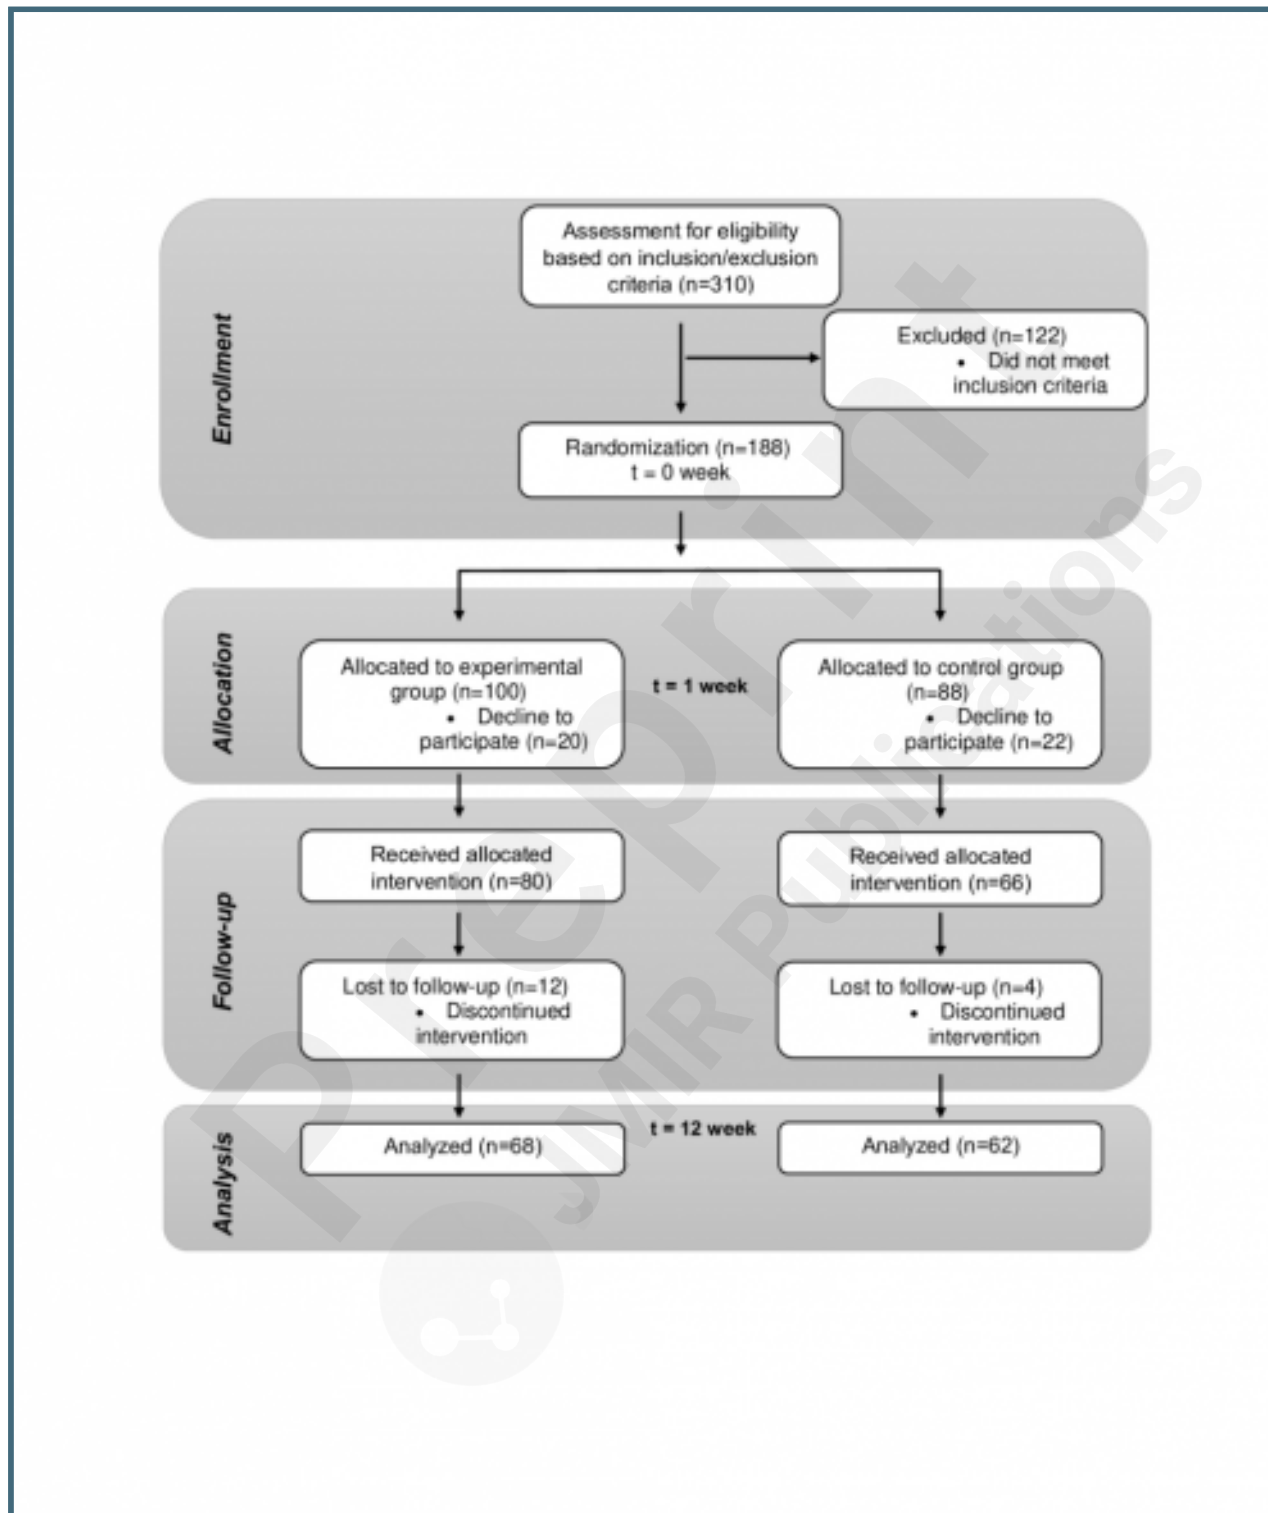 Enrollment
Assessment for eligibility
based on inclusion/exclusion
criteria (n=310)
Excluded (n=122)
• Did not meet
inclusion criteria
Randomization (n=188)
t = 0 week
Allocation
Allocated to experimental
group (n=100)
• Decline to
participate (n=20)
t = 1 week
Allocated to control group
(n=88)
• Decline to
participate (n=22)
Follow-up
Received allocated
intervention (n=80)
Received allocated
intervention (n=66)
Lost to follow-up (n=12)
• Discontinued
intervention
Lost to follow-up (n=4)
• Discontinued
intervention
Analysis
Analyzed (n=68)
t = 12 week
Analyzed (n=62)
Preprint
JMIR Publications